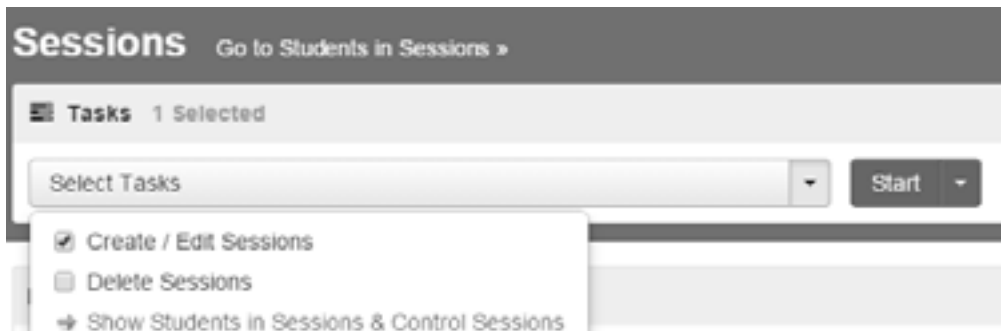 Sessions Go to Students in Sessions »
Tasks 1 Selected
Select Tasks Start
Create / Edit Sessions
Delete Sessions
Show Students in Sessions & Control Sessions